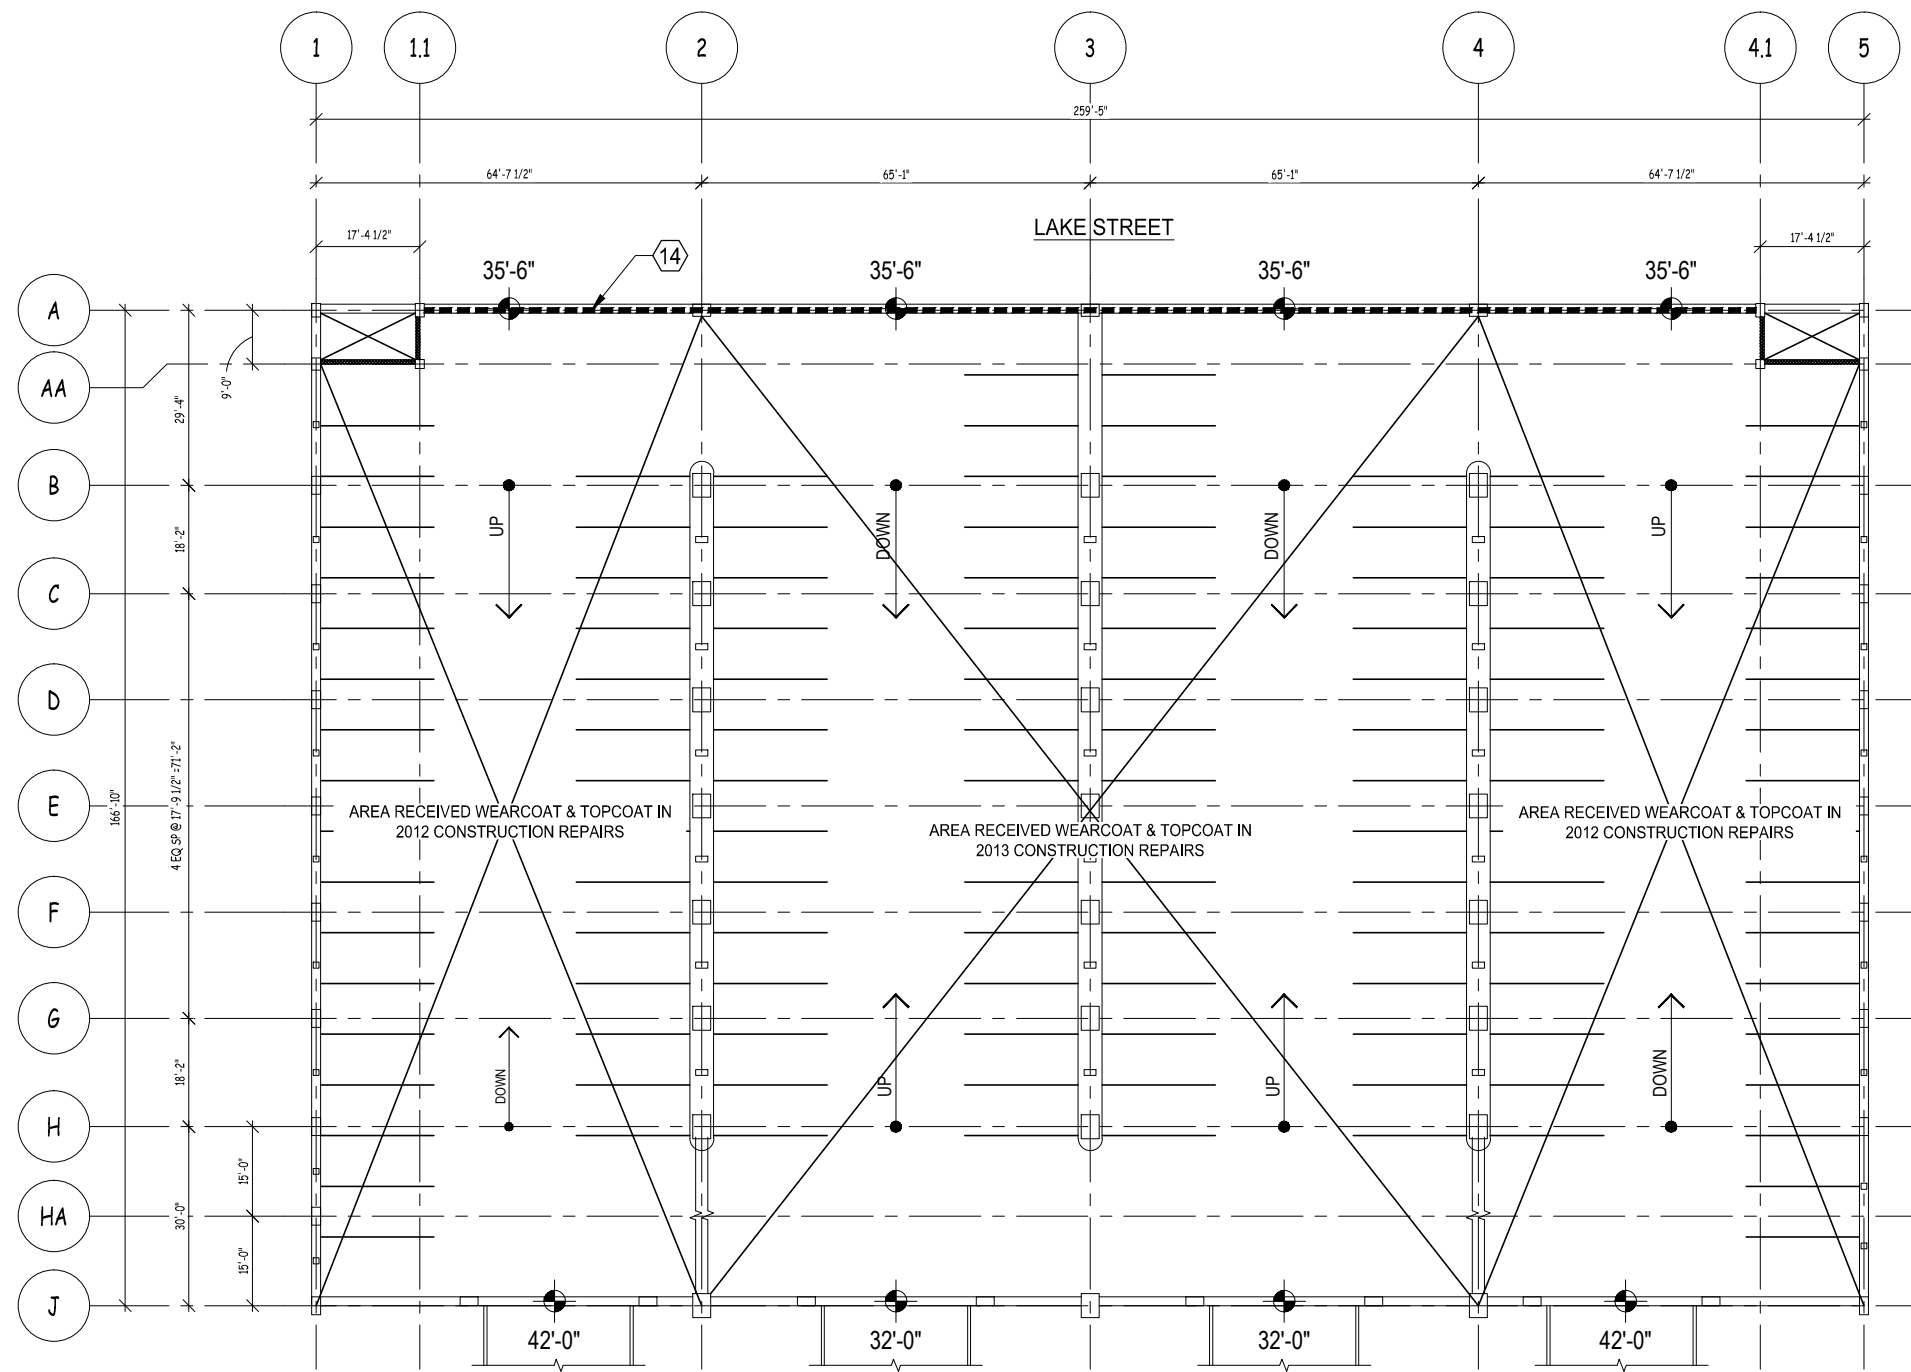 1
1.1
2
3
4
4.1
5
259'-5"
64'-7 1/2"
65'-1"
65'-1"
64'-7 1/2"
LAKE STREET
17'-4 1/2"
17'-4 1/2"
14
35'-6"
35'-6"
35'-6"
35'-6"
A
AA
9'-0"
29'-4"
B
UP
DOWN
DOWN
UP
18'-2"
C
D
166'-10"
4 EQ SP @ 17'-9 1/2" =71'-2"
E
AREA RECEIVED WEARCOAT & TOPCOAT IN
2012 CONSTRUCTION REPAIRS
AREA RECEIVED WEARCOAT & TOPCOAT IN
2013 CONSTRUCTION REPAIRS
AREA RECEIVED WEARCOAT & TOPCOAT IN
2012 CONSTRUCTION REPAIRS
F
G
18'-2"
DOWN
UP
UP
DOWN
H
15'-0"
30'-0"
HA
15'-0"
J
42'-0"
32'-0"
32'-0"
42'-0"